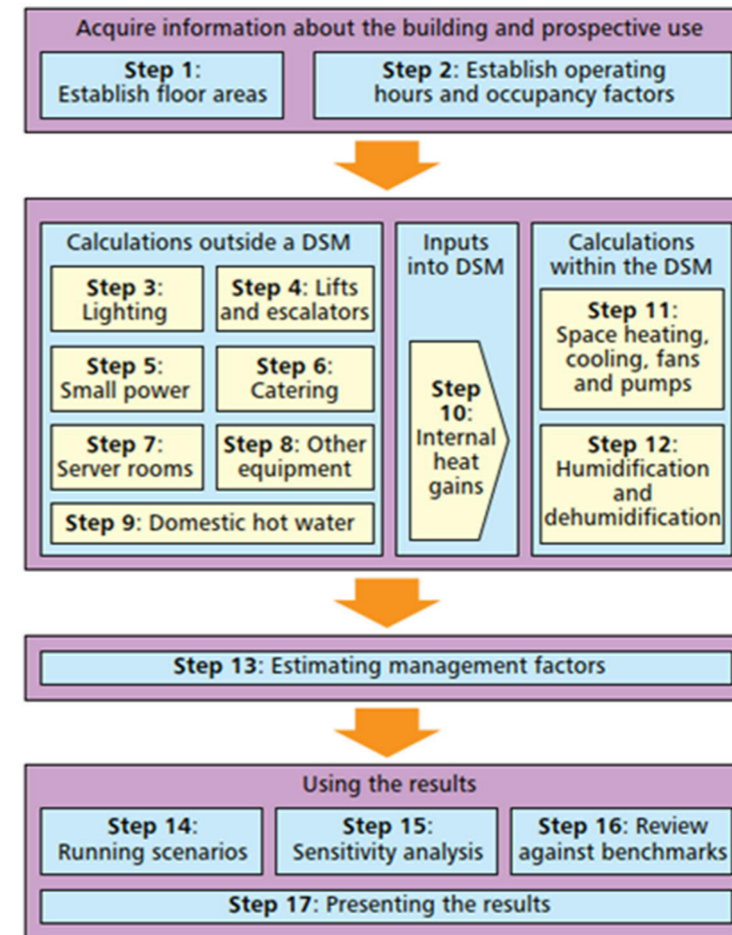 Acquire information about the building and prospective use
Step 1:
Establish floor areas
Step 2: Establish operating
hours and occupancy factors
Calculations outside a DSM
Step 3:
Lighting
Step 4: Lifts
and escalators
Step 5:
Small power
Step 6:
Catering
Step 7:
Server rooms
Step 8: Other
equipment
Step 9: Domestic hot water
Inputs
into DSM
Step
10:
Internal
heat
gains
Calculations
within the DSM
Step 11:
Space heating,
cooling, fans
and pumps
Step 12:
Humidification
and
dehumidification
Step 13: Estimating management factors
Using the results
Step 14:
Running scenarios
Step 15:
Sensitivity analysis
Step 16: Review
against benchmarks
Step 17: Presenting the results